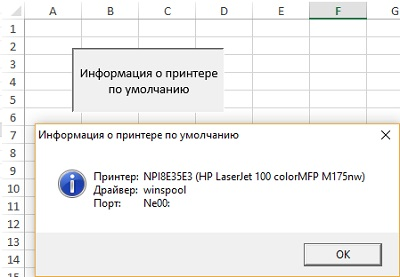 A B C D E F G
1
2
3
4
5
6
7
8
9
10
11
12
13
14
15
Информация о принтере
по умолчанию
Информация о принтере по умолчанию
Принтер: NPI8E35E3 (HP LaserJet 100 colorMFP M175nw)
Драйвер: winspool
Порт: Ne00:
OK